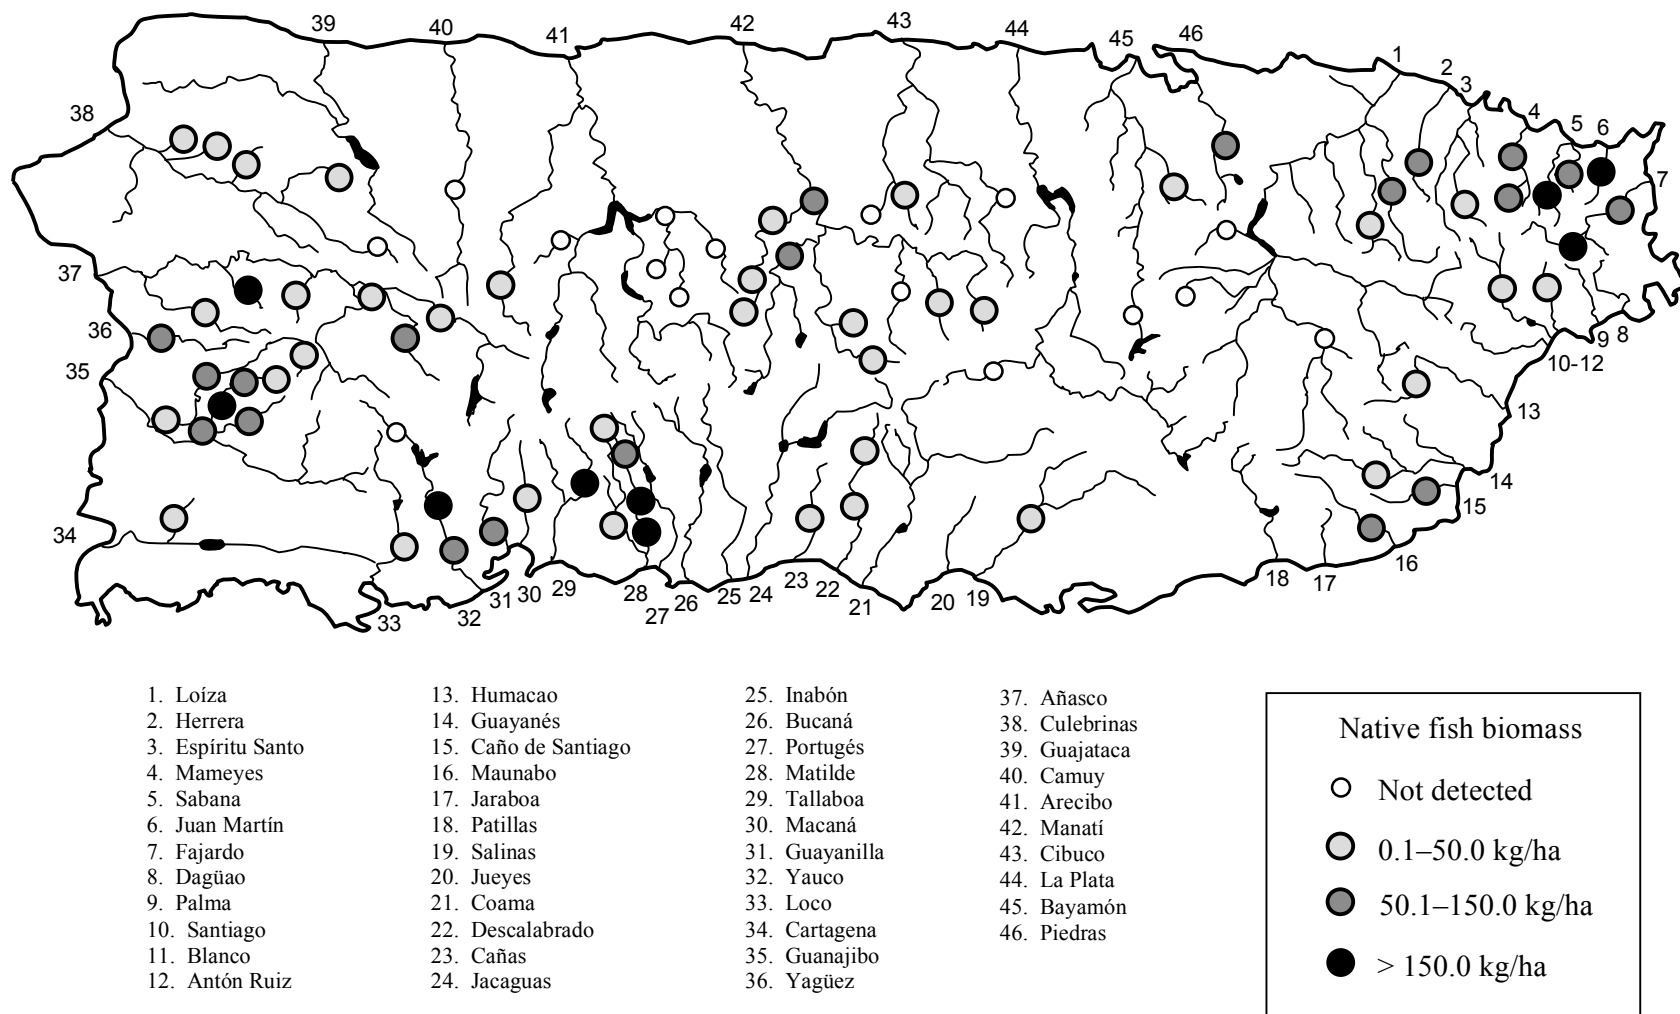 39
40
41
42
43
44
45
46
1
2
3
4
5
6
7
38
37
36
35
34
8
9
10-12
13
14
15
16
17
18
19
20
21
22
23
24
25
26
27
28
29
30
31
32
33
1. Loíza
2. Herrera
3. Espíritu Santo
4. Mameyes
5. Sabana
6. Juan Martín
7. Fajardo
8. Dagüao
9. Palma
10. Santiago
11. Blanco
12. Antón Ruiz
13. Humacao
14. Guayanés
15. Caño de Santiago
16. Maunabo
17. Jaraboa
18. Patillas
19. Salinas
20. Jueyes
21. Coama
22. Descalabrado
23. Cañas
24. Jacaguas
25. Inabón
26. Bucaná
27. Portugés
28. Matilde
29. Tallaboa
30. Macaná
31. Guayanilla
32. Yauco
33. Loco
34. Cartagena
35. Guanajibo
36. Yagüez
37. Añasco
38. Culebrinas
39. Guajataca
40. Camuy
41. Arecibo
42. Manatí
43. Cibuco
44. La Plata
45. Bayamón
46. Piedras
Native fish biomass
Not detected
0.1–50.0 kg/ha
50.1–150.0 kg/ha
> 150.0 kg/ha